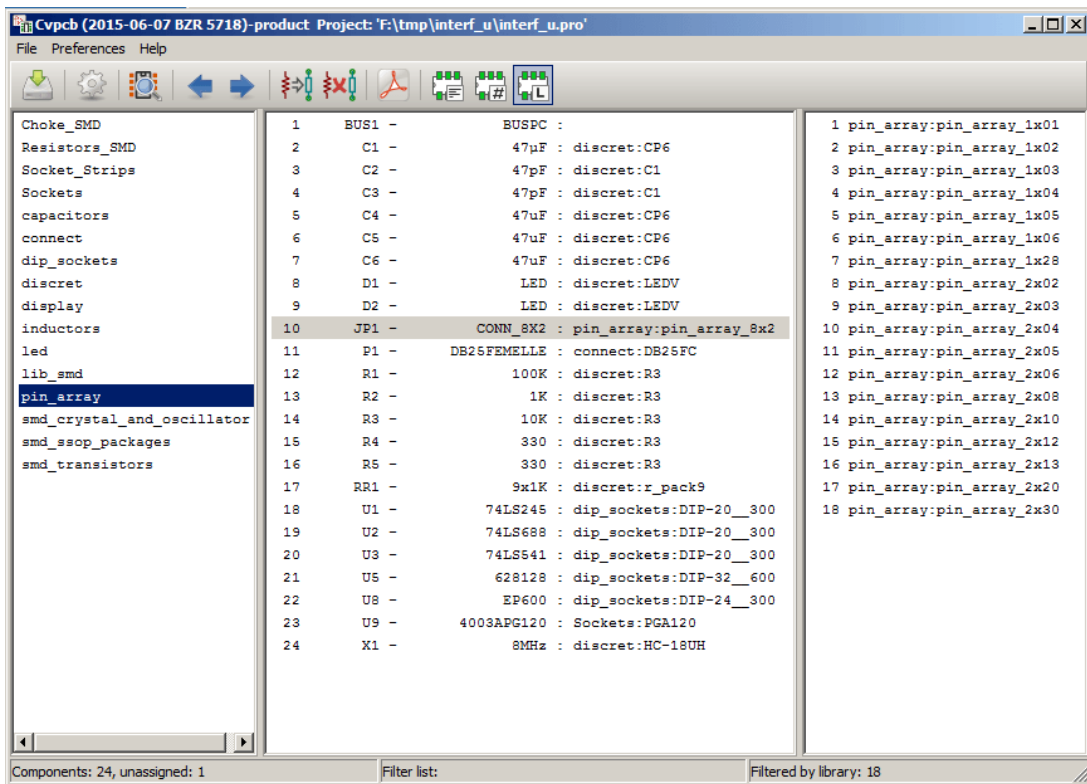 Cvpcb (2015-06-07 BZR 5718)-product Project: 'F:\tmp\interf_u\interf_u.pro'
File Preferences Help
Choke_SMD
Resistors_SMD
Socket_Strips
Sockets
capacitors
connect
dip_sockets
discret
display
inductors
led
lib_smd
pin_array
smd_crystal_and_oscillator
smd_ssop_packages
smd_transistors
1 BUS1 - BUSPC :
2 C1 - 47µF : discret:CP6
3 C2 - 47pF : discret:C1
4 C3 - 47pF : discret:C1
5 C4 - 47uF : discret:CP6
6 C5 - 47uF : discret:CP6
7 C6 - 47uF : discret:CP6
8 D1 - LED : discret:LEDV
9 D2 - LED : discret:LEDV
10 JP1 - CONN_8X2 : pin_array:pin_array_8x2
11 P1 - DB25FEMELLE : connect:DB25FC
12 R1 - 100K : discret:R3
13 R2 - 1K : discret:R3
14 R3 - 10K : discret:R3
15 R4 - 330 : discret:R3
16 R5 - 330 : discret:R3
17 RR1 - 9x1K : discret:r_pack9
18 U1 - 74LS245 : dip_sockets:DIP-20__300
19 U2 - 74LS688 : dip_sockets:DIP-20__300
20 U3 - 74LS541 : dip_sockets:DIP-20__300
21 U5 - 628128 : dip_sockets:DIP-32__600
22 U8 - EP600 : dip_sockets:DIP-24__300
23 U9 - 4003APG120 : Sockets:PGA120
24 X1 - 8MHz : discret:HC-18UH
1 pin_array:pin_array_1x01
2 pin_array:pin_array_1x02
3 pin_array:pin_array_1x03
4 pin_array:pin_array_1x04
5 pin_array:pin_array_1x05
6 pin_array:pin_array_1x06
7 pin_array:pin_array_1x28
8 pin_array:pin_array_2x02
9 pin_array:pin_array_2x03
10 pin_array:pin_array_2x04
11 pin_array:pin_array_2x05
12 pin_array:pin_array_2x06
13 pin_array:pin_array_2x08
14 pin_array:pin_array_2x10
15 pin_array:pin_array_2x12
16 pin_array:pin_array_2x13
17 pin_array:pin_array_2x20
18 pin_array:pin_array_2x30
Components: 24, unassigned: 1
Filter list:
Filtered by library: 18